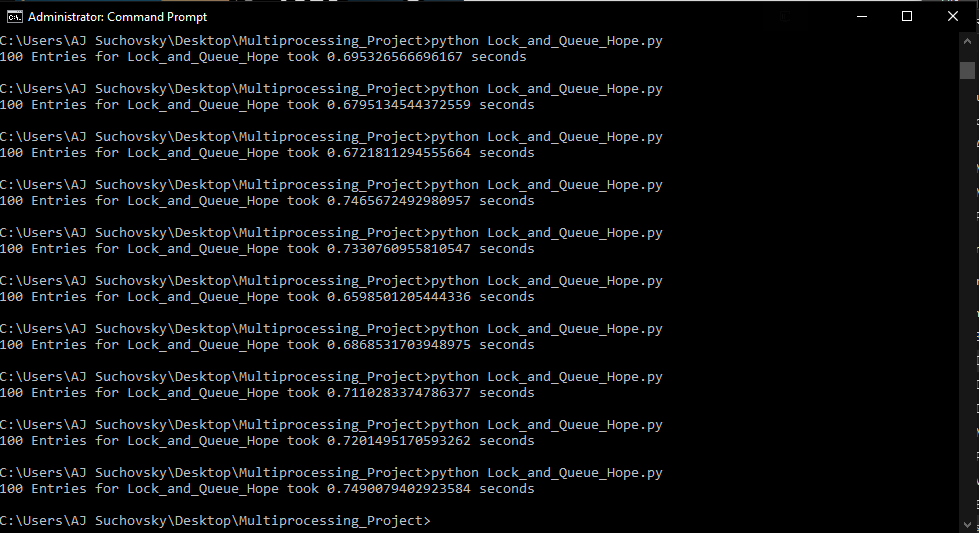 Administrator: Command Prompt
C:\Users\AJ Suchovsky\Desktop\Multiprocessing_Project>python Lock_and_Queue_Hope.py
100 Entries for Lock_and_Queue_Hope took 0.695326566696167 seconds
C:\Users\AJ Suchovsky\Desktop\Multiprocessing_Project>python Lock_and_Queue_Hope.py
100 Entries for Lock_and_Queue_Hope took 0.6795134544372559 seconds
C:\Users\AJ Suchovsky\Desktop\Multiprocessing_Project>python Lock_and_Queue_Hope.py
100 Entries for Lock_and_Queue_Hope took 0.6721811294555664 seconds
C:\Users\AJ Suchovsky\Desktop\Multiprocessing_Project>python Lock_and_Queue_Hope.py
100 Entries for Lock_and_Queue_Hope took 0.7465672492980957 seconds
C:\Users\AJ Suchovsky\Desktop\Multiprocessing_Project>python Lock_and_Queue_Hope.py
100 Entries for Lock_and_Queue_Hope took 0.7330760955810547 seconds
C:\Users\AJ Suchovsky\Desktop\Multiprocessing_Project>python Lock_and_Queue_Hope.py
100 Entries for Lock_and_Queue_Hope took 0.6598501205444336 seconds
C:\Users\AJ Suchovsky\Desktop\Multiprocessing_Project>python Lock_and_Queue_Hope.py
100 Entries for Lock_and_Queue_Hope took 0.6868531703948975 seconds
C:\Users\AJ Suchovsky\Desktop\Multiprocessing_Project>python Lock_and_Queue_Hope.py
100 Entries for Lock_and_Queue_Hope took 0.7110283374786377 seconds
C:\Users\AJ Suchovsky\Desktop\Multiprocessing_Project>python Lock_and_Queue_Hope.py
100 Entries for Lock_and_Queue_Hope took 0.7201495170593262 seconds
C:\Users\AJ Suchovsky\Desktop\Multiprocessing_Project>python Lock_and_Queue_Hope.py
100 Entries for Lock_and_Queue_Hope took 0.7490079402923584 seconds
C:\Users\AJ Suchovsky\Desktop\Multiprocessing_Project>